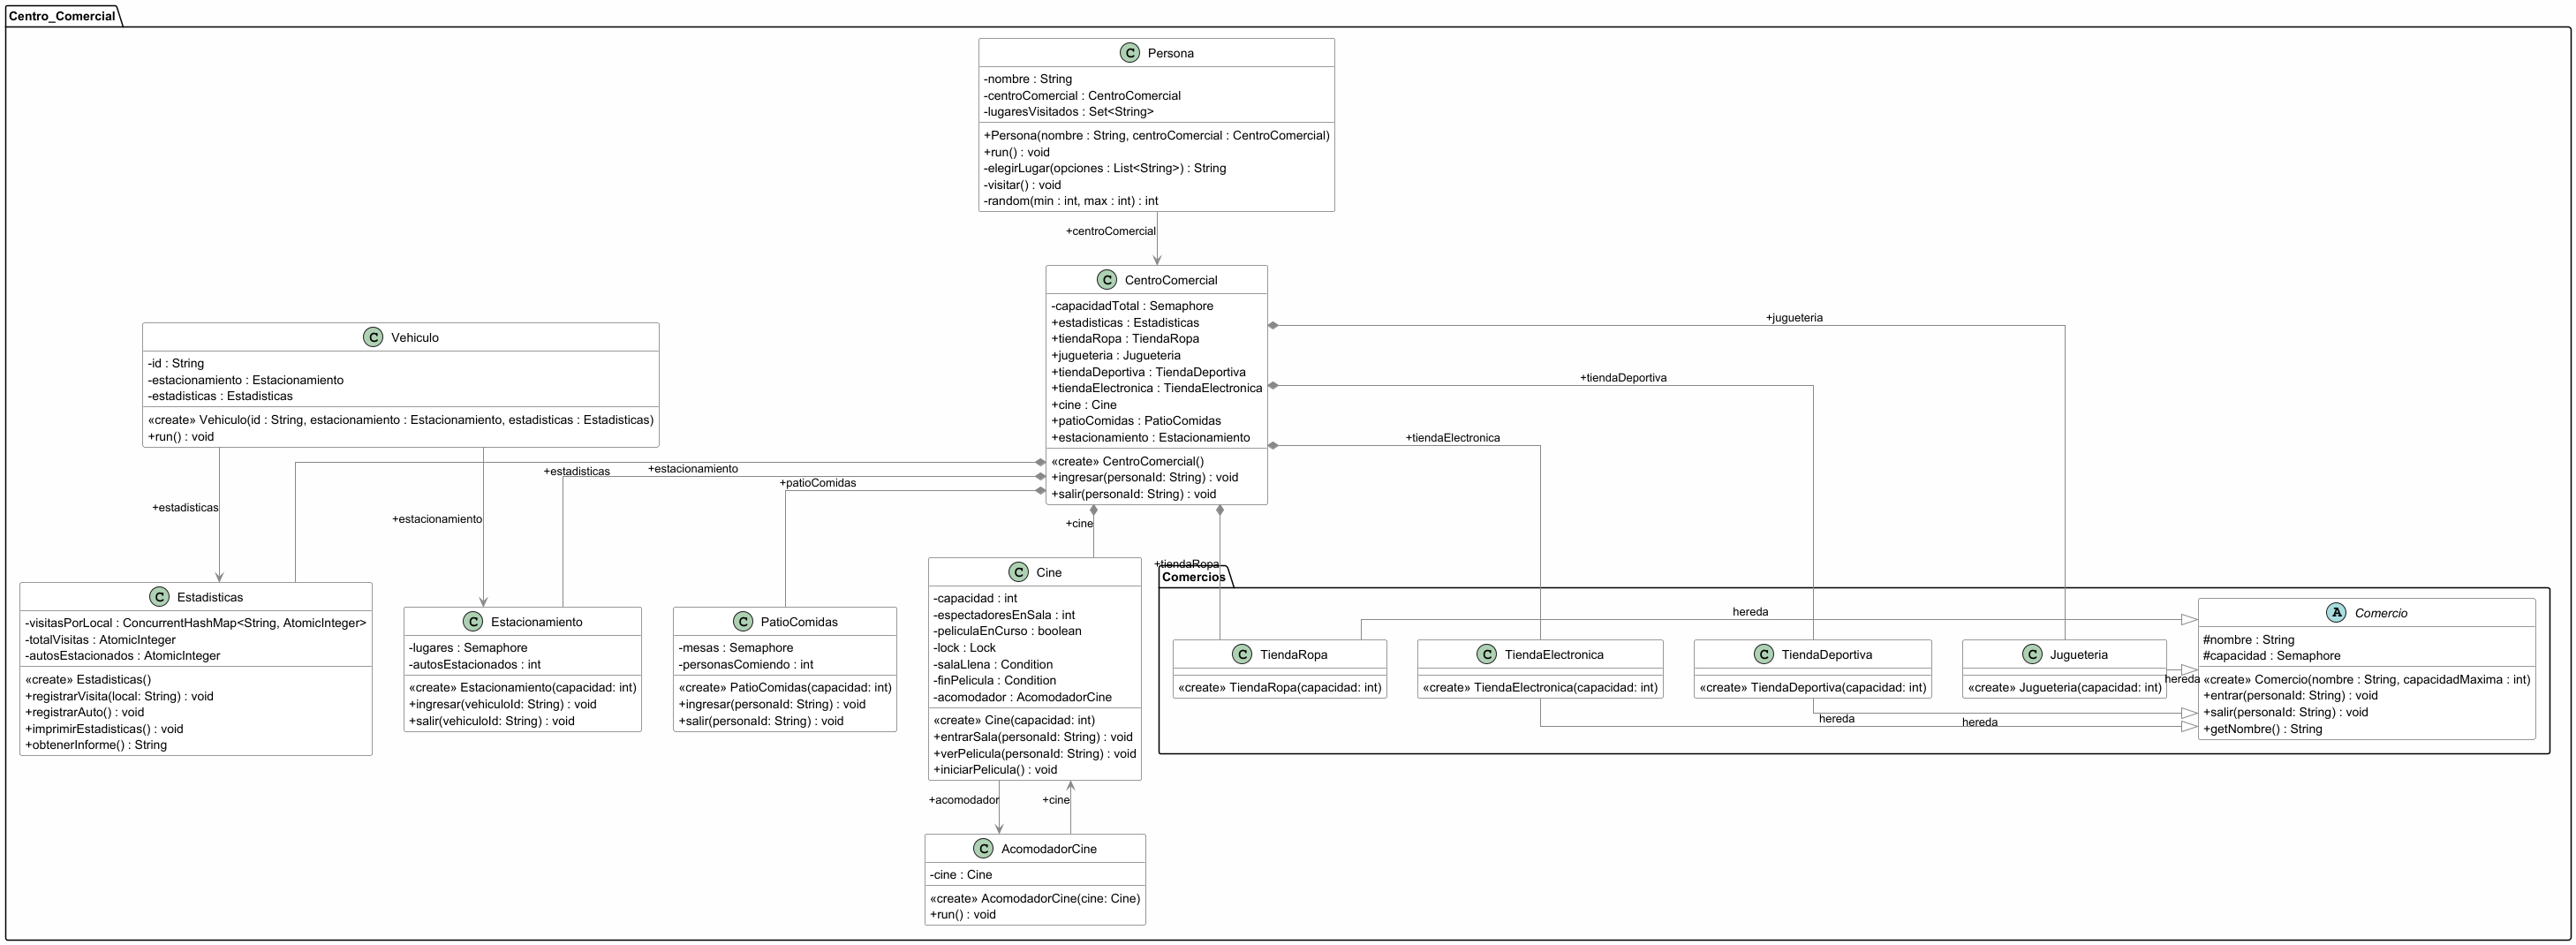 Centro_Comercial
C Persona
-nombre : String
-centroComercial : CentroComercial
-lugaresVisitados : Set<String>
+Persona(nombre : String, centroComercial : CentroComercial)
+run() : void
-elegirLugar(opciones : List<String>) : String
-visitar() : void
-random(min : int, max : int) : int
+centroComercial
C CentroComercial
-capacidadTotal : Semaphore
+estadisticas : Estadisticas
+tiendaRopa : TiendaRopa
+jugueteria : Jugueteria
+tiendaDeportiva : TiendaDeportiva
+tiendaElectronica : TiendaElectronica
+cine : Cine
+patioComidas : PatioComidas
+estacionamiento : Estacionamiento
«create» CentroComercial()
+ingresar(personaId: String) : void
+salir(personaId: String) : void
+jugueteria
+tiendaDeportiva
+tiendaElectronica
C Vehiculo
-id : String
-estacionamiento : Estacionamiento
-estadisticas : Estadisticas
«create» Vehiculo(id : String, estacionamiento : Estacionamiento, estadisticas : Estadisticas)
+run() : void
+estadisticas
+estacionamiento
+patioComidas
+estadisticas
+estacionamiento
+cine
+tiendaRopa
C Estadisticas
-visitasPorLocal : ConcurrentHashMap<String, AtomicInteger>
-totalVisitas : AtomicInteger
-autosEstacionados : AtomicInteger
«create» Estadisticas()
+registrarVisita(local: String) : void
+registrarAuto() : void
+imprimirEstadisticas() : void
+obtenerInforme() : String
C Estacionamiento
-lugares : Semaphore
-autosEstacionados : int
«create» Estacionamiento(capacidad: int)
+ingresar(vehiculoId: String) : void
+salir(vehiculoId: String) : void
C PatioComidas
-mesas : Semaphore
-personasComiendo : int
«create» PatioComidas(capacidad: int)
+ingresar(personaId: String) : void
+salir(personaId: String) : void
C Cine
-capacidad : int
-espectadoresEnSala : int
-peliculaEnCurso : boolean
-lock : Lock
-salaLlena : Condition
-finPelicula : Condition
-acomodador : AcomodadorCine
«create» Cine(capacidad: int)
+entrarSala(personaId: String) : void
+verPelicula(personaId: String) : void
+iniciarPelicula() : void
Comercios
C TiendaRopa
«create» TiendaRopa(capacidad: int)
C TiendaElectronica
«create» TiendaElectronica(capacidad: int)
C TiendaDeportiva
«create» TiendaDeportiva(capacidad: int)
C Jugueteria
«create» Jugueteria(capacidad: int)
A Comercio
#nombre : String
#capacidad : Semaphore
«create» Comercio(nombre : String, capacidadMaxima : int)
+entrar(personaId: String) : void
+salir(personaId: String) : void
+getNombre() : String
hereda
hereda
hereda
hereda
+acomodador
+cine
C AcomodadorCine
-cine : Cine
«create» AcomodadorCine(cine: Cine)
+run() : void